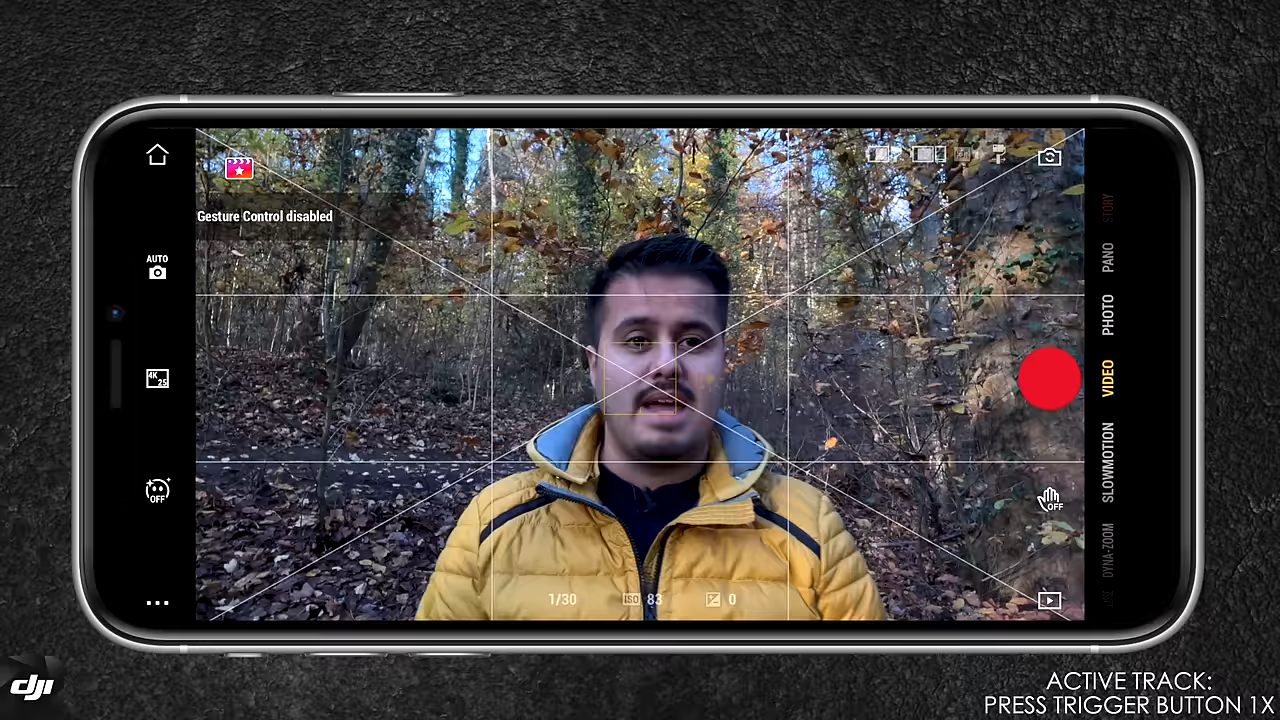 Gesture Control disabled
AUTO
4K
25
OFF
1/30
ISO 83
0
STORY
PANO
PHOTO
VIDEO
SLOWMOTION
DYNA-ZOOM
OFF
dji
ACTIVE TRACK:
PRESS TRIGGER BUTTON 1X